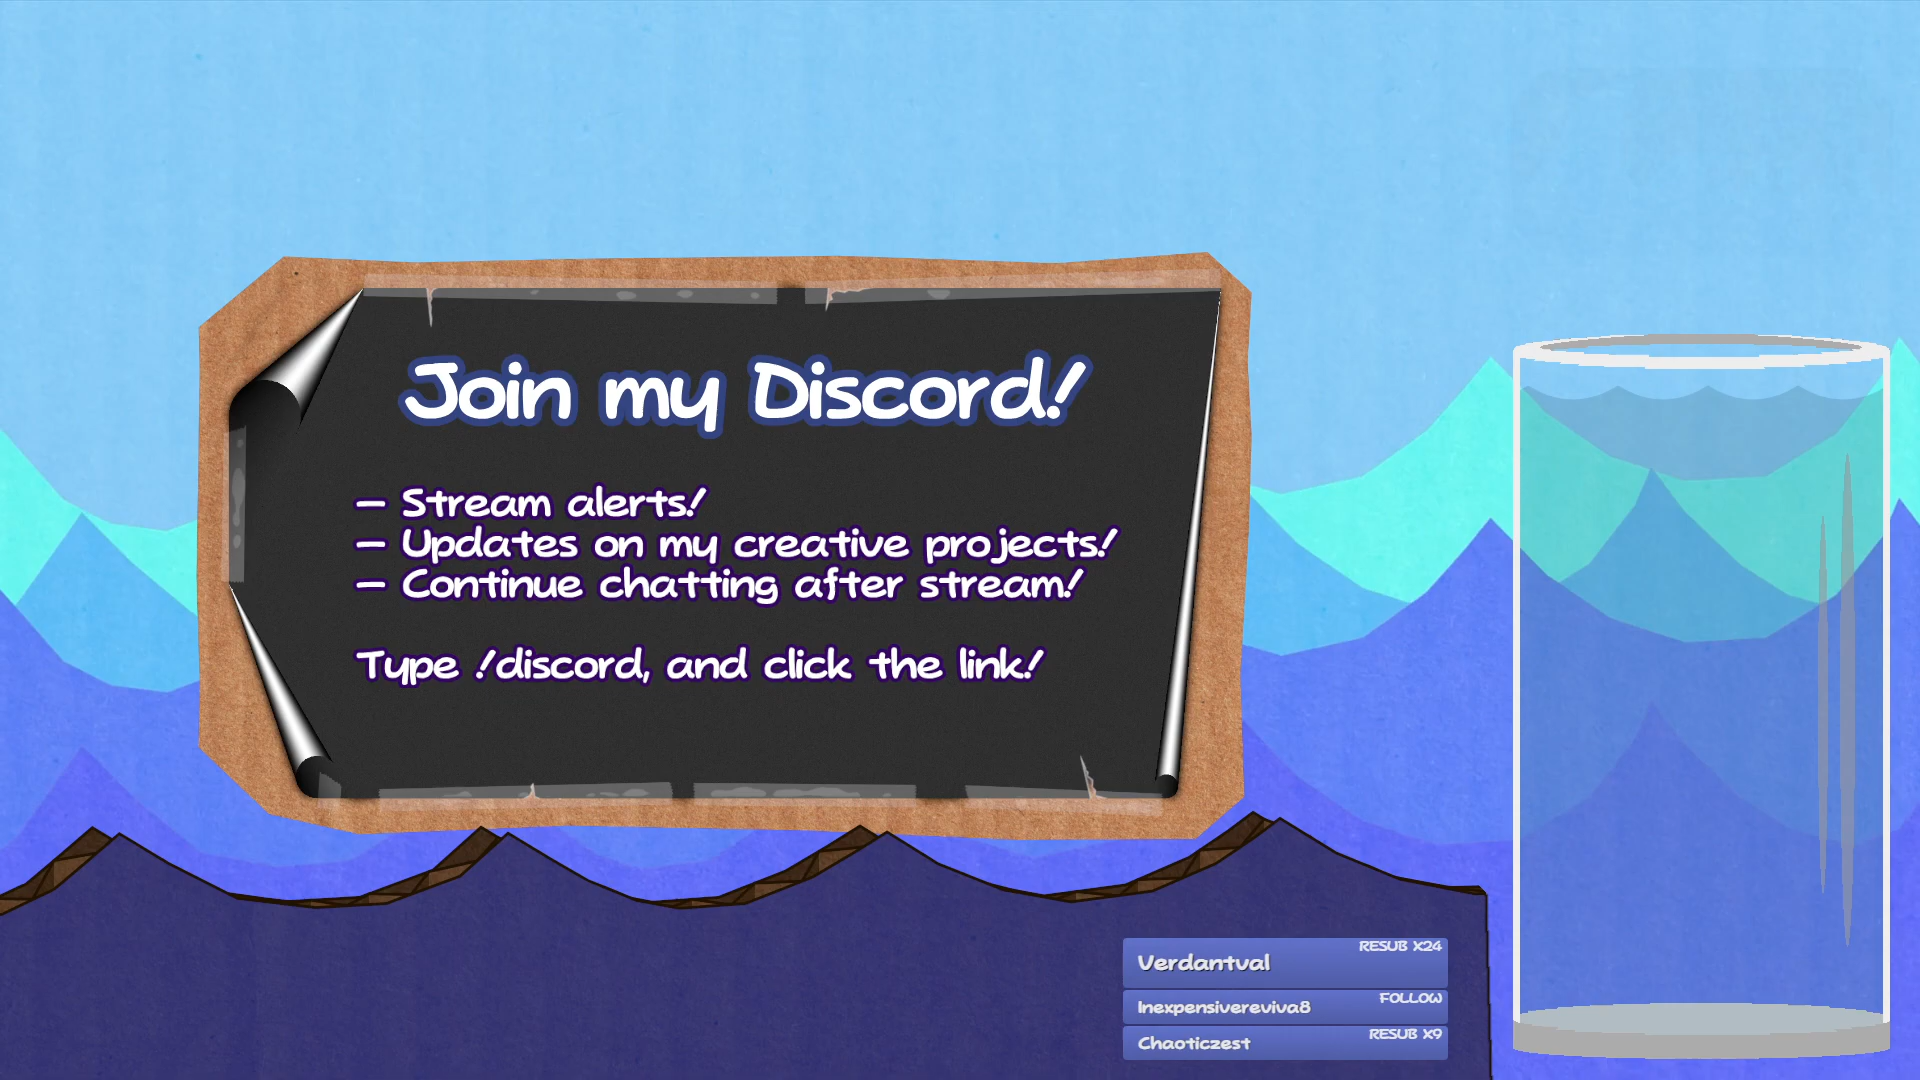 Join my Discord!
— Stream alerts!
— Updates on my creative projects!
— Continue chatting after stream!
Type !discord, and click the link!
RESUB X24
Verdantval
FOLLOW
Inexpensivereviva8
RESUB X9
Chaoticzest